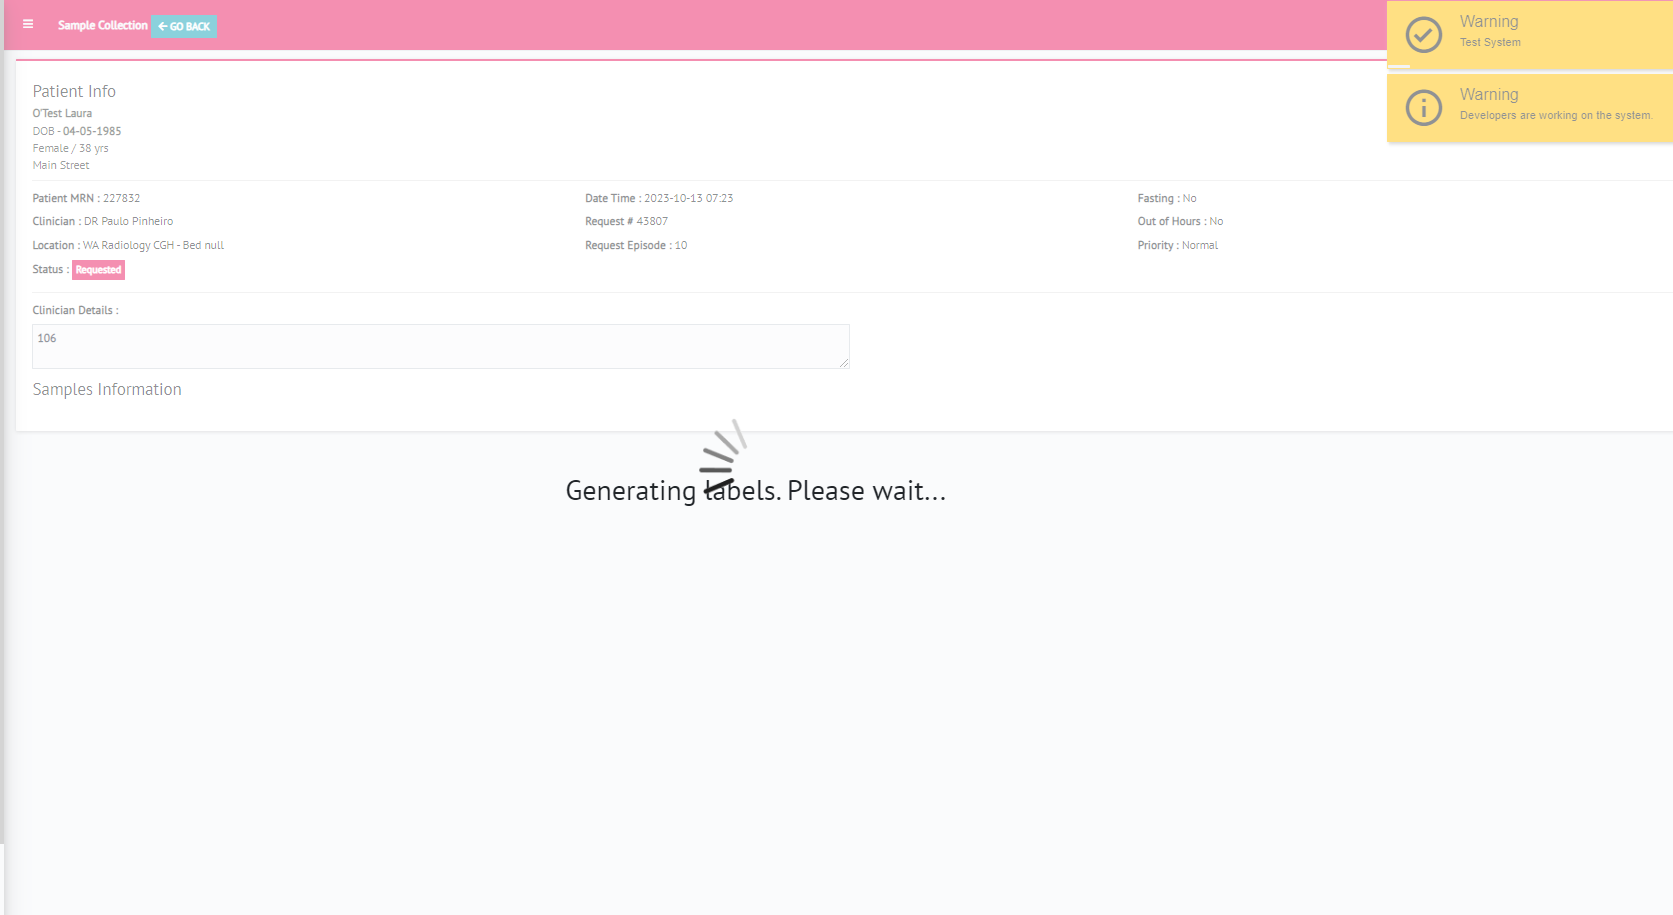 Sample Collection GO BACK
Warning
Test System
Warning
Developers are working on the system.
Patient Info
O'Test Laura
DOB - 04-05-1985
Female / 38 yrs
Main Street
Patient MRN : 227832
Date Time : 2023-10-13 07:23
Fasting : No
Clinician : DR Paulo Pinheiro
Request # 43807
Out of Hours : No
Location : WA Radiology CGH - Bed null
Request Episode : 10
Priority : Normal
Status : Requested
Clinician Details :
106
Samples Information
Generating labels. Please wait...